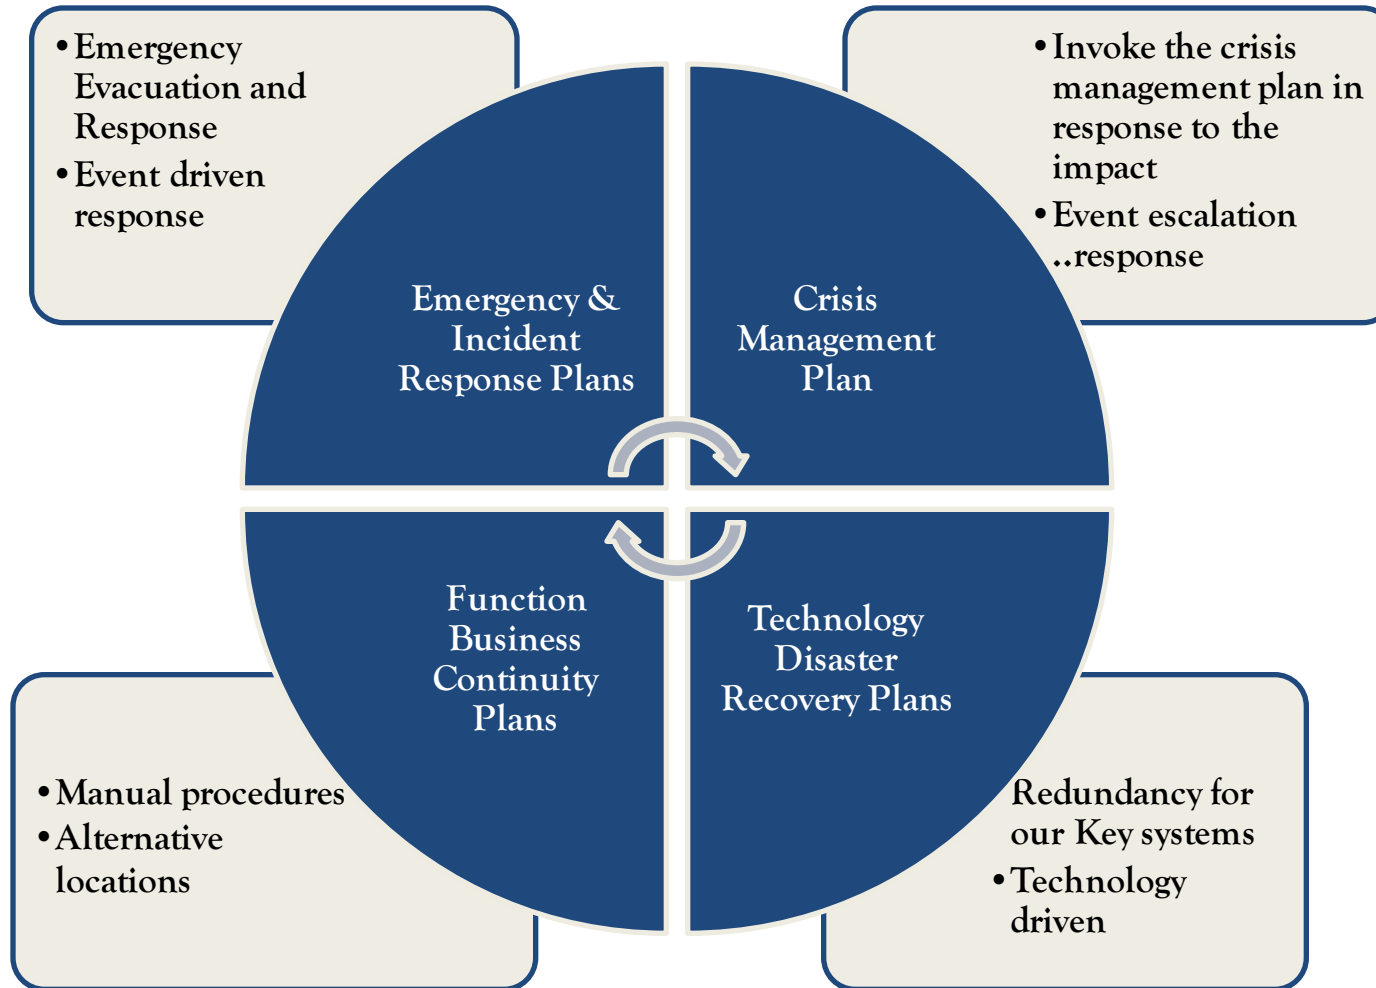 •Emergency
Evacuation and
Response
•Event driven
response
•Invoke the crisis
management plan in
response to the
impact
•Event escalation
..response
Emergency &
Incident
Response Plans
Crisis
Management
Plan
Function
Business
Continuity
Plans
Technology
Disaster
Recovery Plans
•Manual procedures
•Alternative
locations
Redundancy for
our Key systems
•Technology
driven